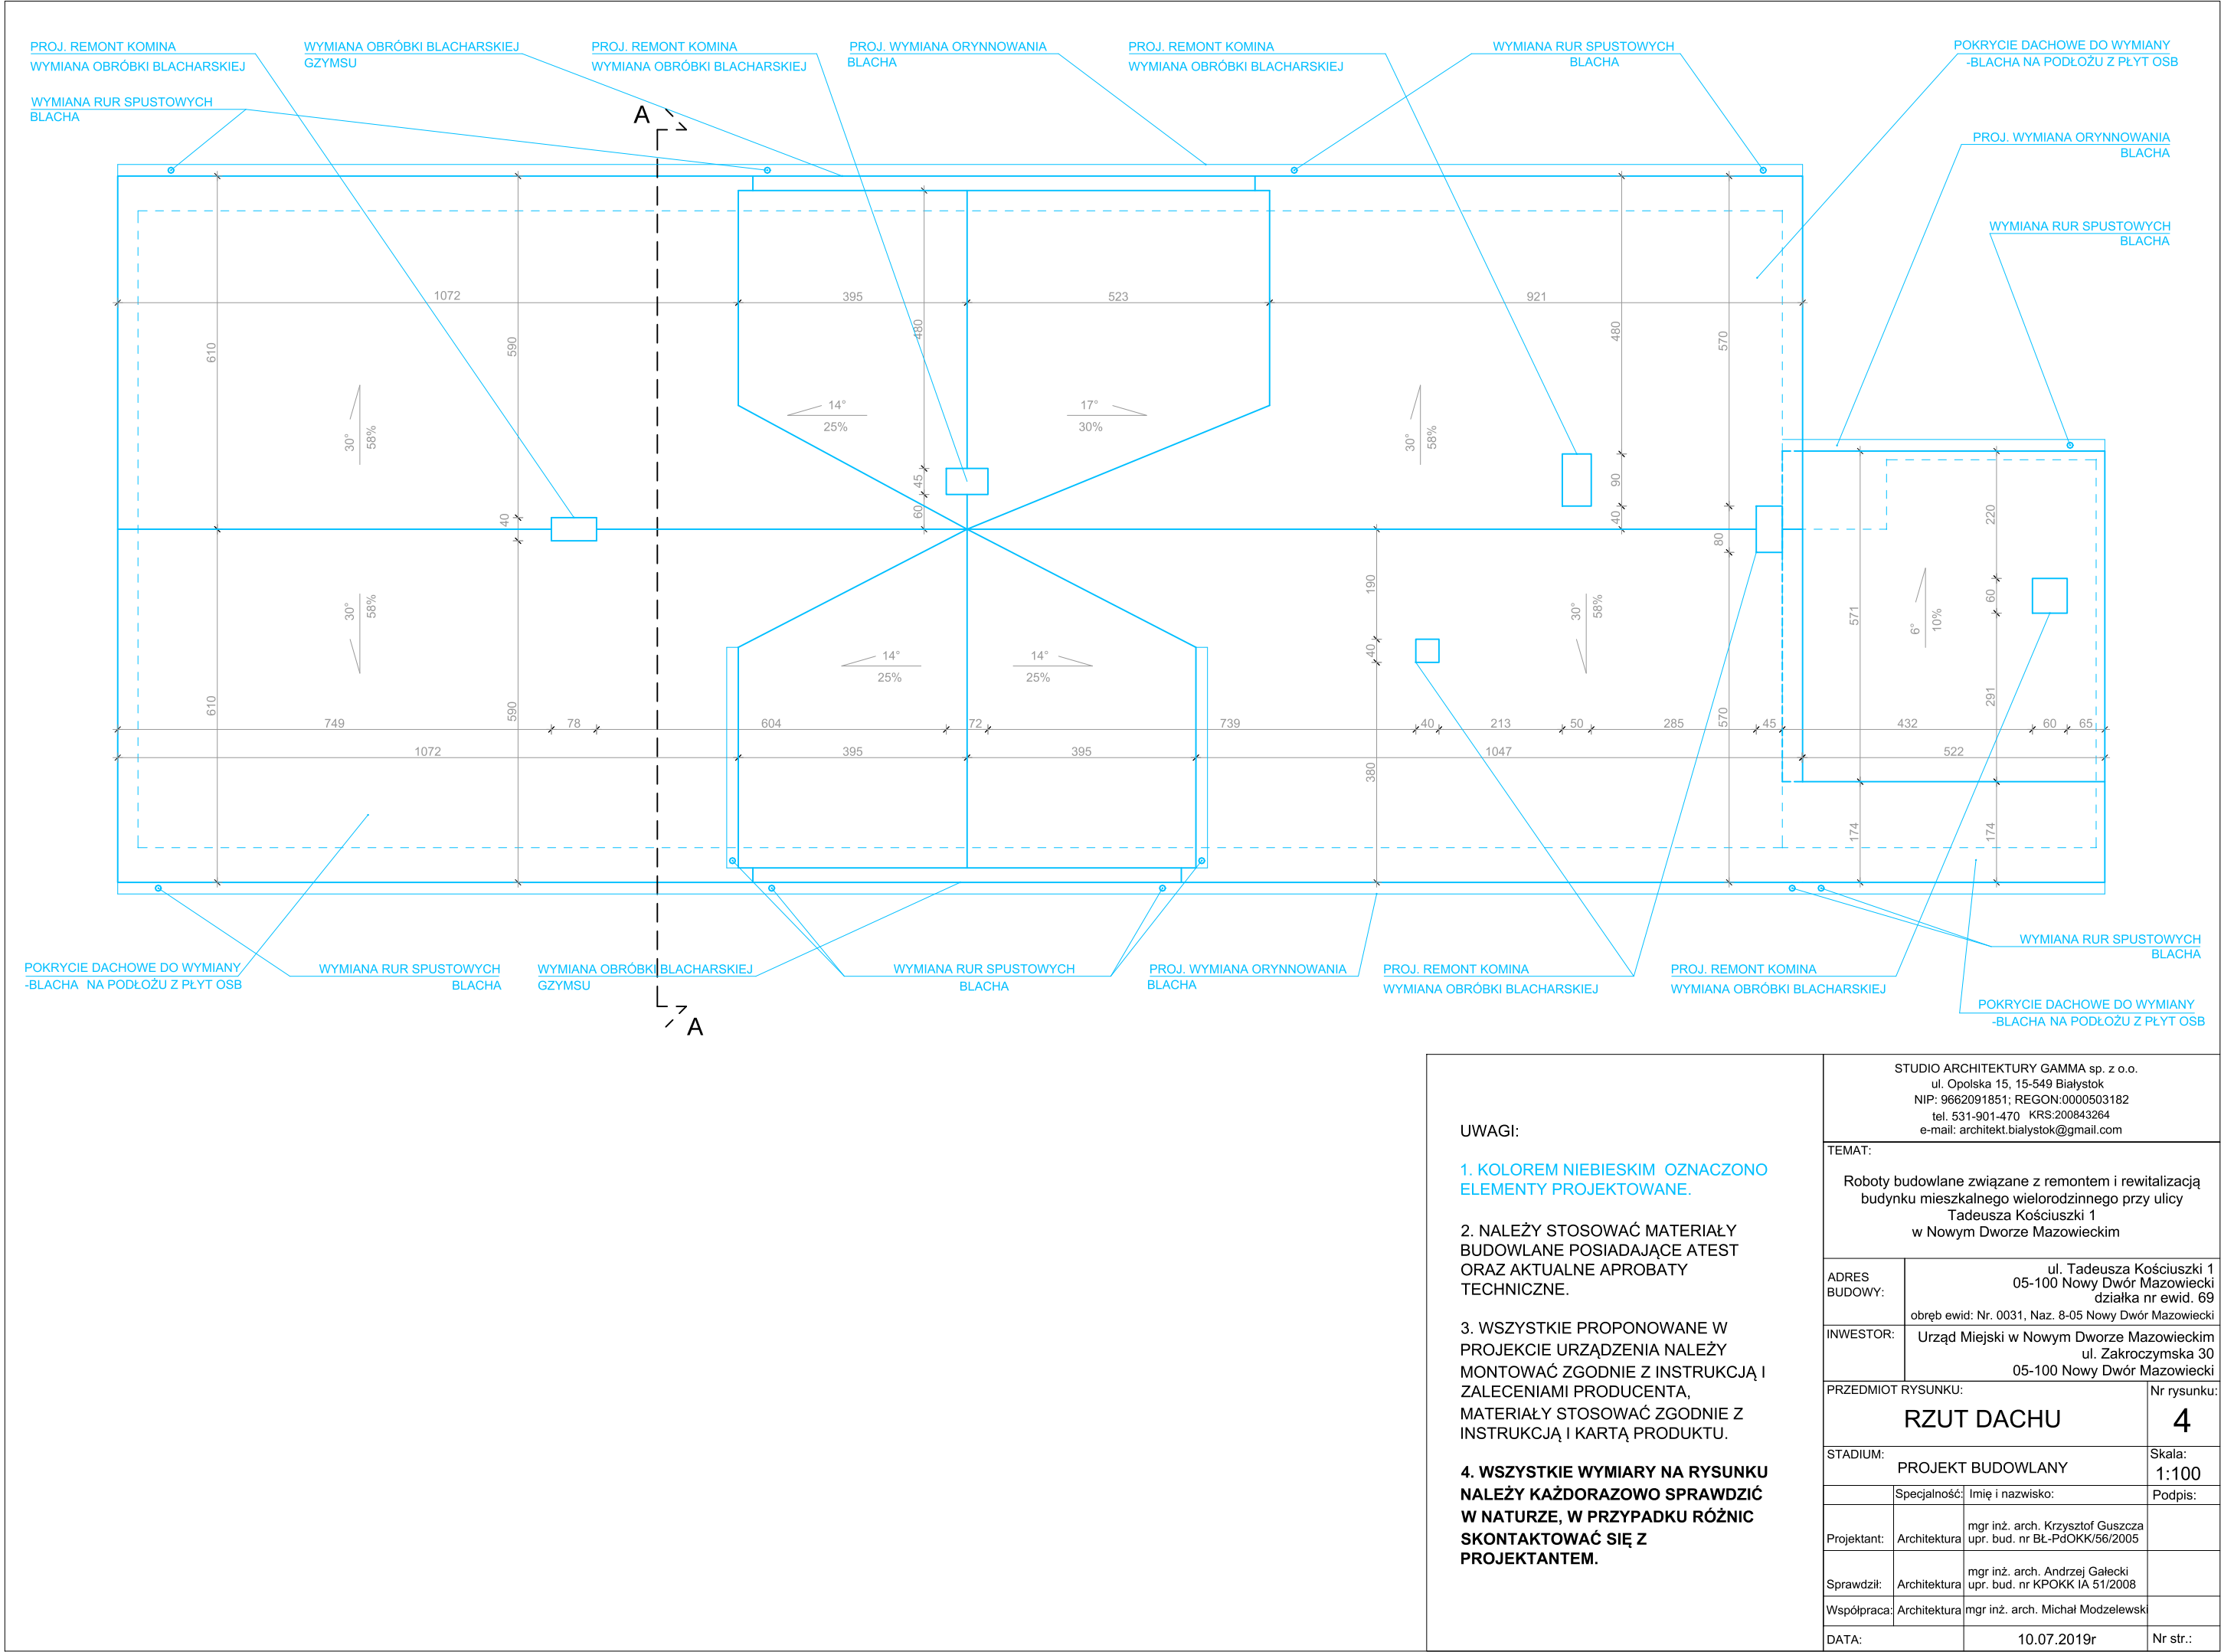 PROJ. REMONT KOMINA
WYMIANA OBRÓBKI BLACHARSKIEJ
WYMIANA OBRÓBKI BLACHARSKIEJ
GZYMSU
PROJ. REMONT KOMINA
WYMIANA OBRÓBKI BLACHARSKIEJ
PROJ. WYMIANA ORYNNOWANIA
BLACHA
PROJ. REMONT KOMINA
WYMIANA OBRÓBKI BLACHARSKIEJ
WYMIANA RUR SPUSTOWYCH
BLACHA
POKRYCIE DACHOWE DO WYMIANY
-BLACHA NA PODŁOŻU Z PŁYT OSB
WYMIANA RUR SPUSTOWYCH
BLACHA
A
PROJ. WYMIANA ORYNNOWANIA
BLACHA
WYMIANA RUR SPUSTOWYCH
BLACHA
1072
395
523
921
610
590
480
480
570
30°
58%
14°
25%
17°
30%
30°
58%
40
45
60
90
40
80
220
60
291
571
6°
10%
190
40
380
30°
58%
14°
25%
14°
25%
30°
58%
610
590
570
749
78
604
72
739
40
213
50
285
45
432
60
65
1072
395
395
1047
522
174
174
POKRYCIE DACHOWE DO WYMIANY
-BLACHA NA PODŁOŻU Z PŁYT OSB
WYMIANA RUR SPUSTOWYCH
BLACHA
WYMIANA OBRÓBKI BLACHARSKIEJ
GZYMSU
WYMIANA RUR SPUSTOWYCH
BLACHA
PROJ. WYMIANA ORYNNOWANIA
BLACHA
PROJ. REMONT KOMINA
WYMIANA OBRÓBKI BLACHARSKIEJ
PROJ. REMONT KOMINA
WYMIANA OBRÓBKI BLACHARSKIEJ
WYMIANA RUR SPUSTOWYCH
BLACHA
POKRYCIE DACHOWE DO WYMIANY
-BLACHA NA PODŁOŻU Z PŁYT OSB
A
UWAGI:
1. KOLOREM NIEBIESKIM OZNACZONO
ELEMENTY PROJEKTOWANE.
2. NALEŻY STOSOWAĆ MATERIAŁY
BUDOWLANE POSIADAJĄCE ATEST
ORAZ AKTUALNE APROBATY
TECHNICZNE.
3. WSZYSTKIE PROPONOWANE W
PROJEKCIE URZĄDZENIA NALEŻY
MONTOWAĆ ZGODNIE Z INSTRUKCJĄ I
ZALECENIAMI PRODUCENTA,
MATERIAŁY STOSOWAĆ ZGODNIE Z
INSTRUKCJĄ I KARTĄ PRODUKTU.
4. WSZYSTKIE WYMIARY NA RYSUNKU
NALEŻY KAŻDORAZOWO SPRAWDZIĆ
W NATURZE, W PRZYPADKU RÓŻNIC
SKONTAKTOWAĆ SIĘ Z
PROJEKTANTEM.
STUDIO ARCHITEKTURY GAMMA sp. z o.o.
ul. Opolska 15, 15-549 Białystok
NIP: 9662091851; REGON:0000503182
tel. 531-901-470 KRS:200843264
e-mail: architekt.bialystok@gmail.com
TEMAT:
Roboty budowlane związane z remontem i rewitalizacją
budynku mieszkalnego wielorodzinnego przy ulicy
Tadeusza Kościuszki 1
w Nowym Dworze Mazowieckim
ADRES
BUDOWY:
ul. Tadeusza Kościuszki 1
05-100 Nowy Dwór Mazowiecki
działka nr ewid. 69
obręb ewid: Nr. 0031, Naz. 8-05 Nowy Dwór Mazowiecki
INWESTOR:
Urząd Miejski w Nowym Dworze Mazowieckim
ul. Zakroczymska 30
05-100 Nowy Dwór Mazowiecki
PRZEDMIOT RYSUNKU:
RZUT DACHU
Nr rysunku:
4
STADIUM:
PROJEKT BUDOWLANY
Skala:
1:100
Specjalność: Imię i nazwisko: Podpis:
Projektant: Architektura mgr inż. arch. Krzysztof Guszcza
upr. bud. nr BŁ-PdOKK/56/2005
Sprawdził: Architektura mgr inż. arch. Andrzej Gałecki
upr. bud. nr KPOKK IA 51/2008
Współpraca: Architektura mgr inż. arch. Michał Modzelewski
DATA: 10.07.2019r Nr str.: